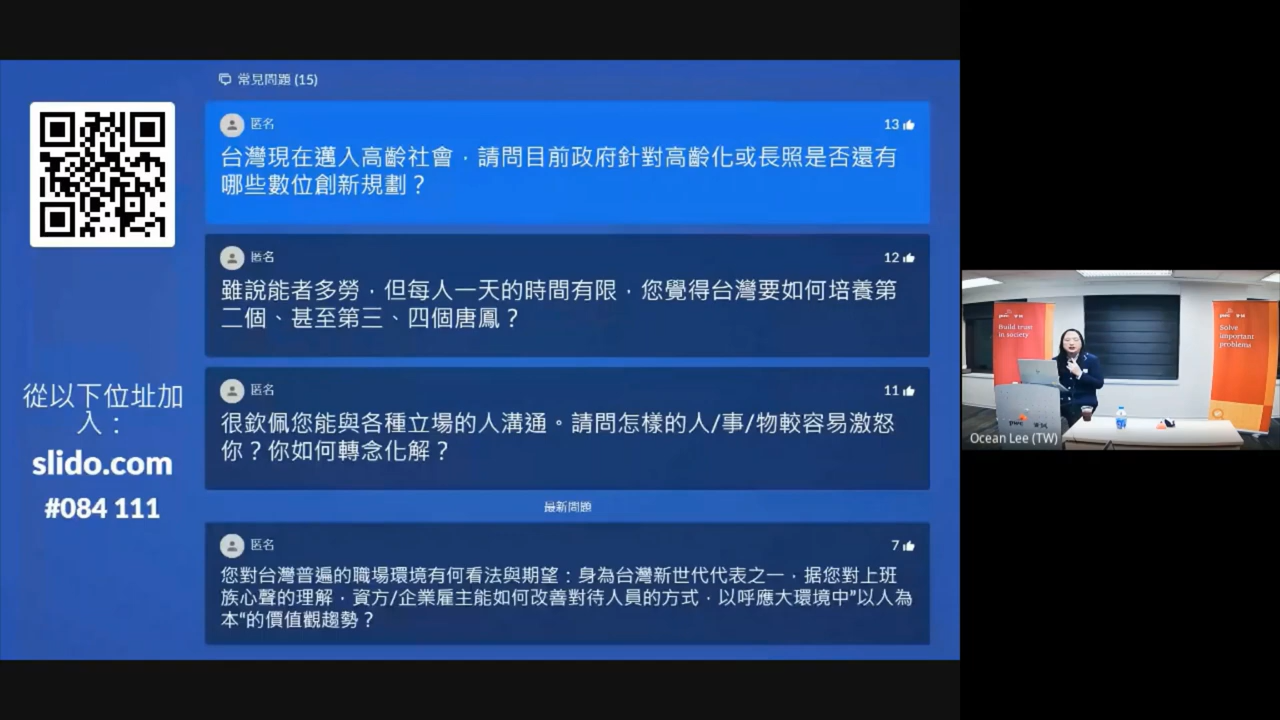 常見問題 (15)
匿名
13
台灣現在邁入高齡社會，請問目前政府針對高齡化或長照是否還有
哪些數位創新規劃？
匿名
12
雖說能者多勞，但每人一天的時間有限，您覺得台灣要如何培養第
二個、甚至第三、四個唐鳳？
匿名
11
很欽佩您能與各種立場的人溝通。請問怎樣的人/事/物較容易激怒
你？你如何轉念化解？
最新問題
匿名
7
您對台灣普遍的職場環境有何看法與期望：身為台灣新世代代表之一，据您對上班
族心聲的理解，資方/企業雇主能如何改善對待人員的方式，以呼應大環境中"以人為
本"的價值觀趨勢？
從以下位址加
入：
slido.com
#084 111
pwc
Build trust
in society
pwc
Solve
important
problems
pwc
Ocean Lee (TW)